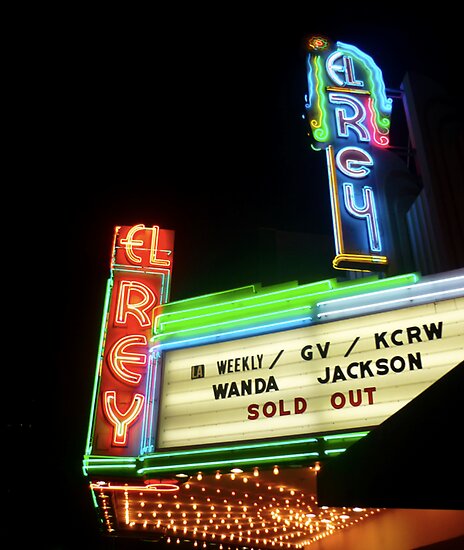 EL
REY
EL
REY
LA WEEKLY / GV / KCRW
WANDA JACKSON
SOLD OUT